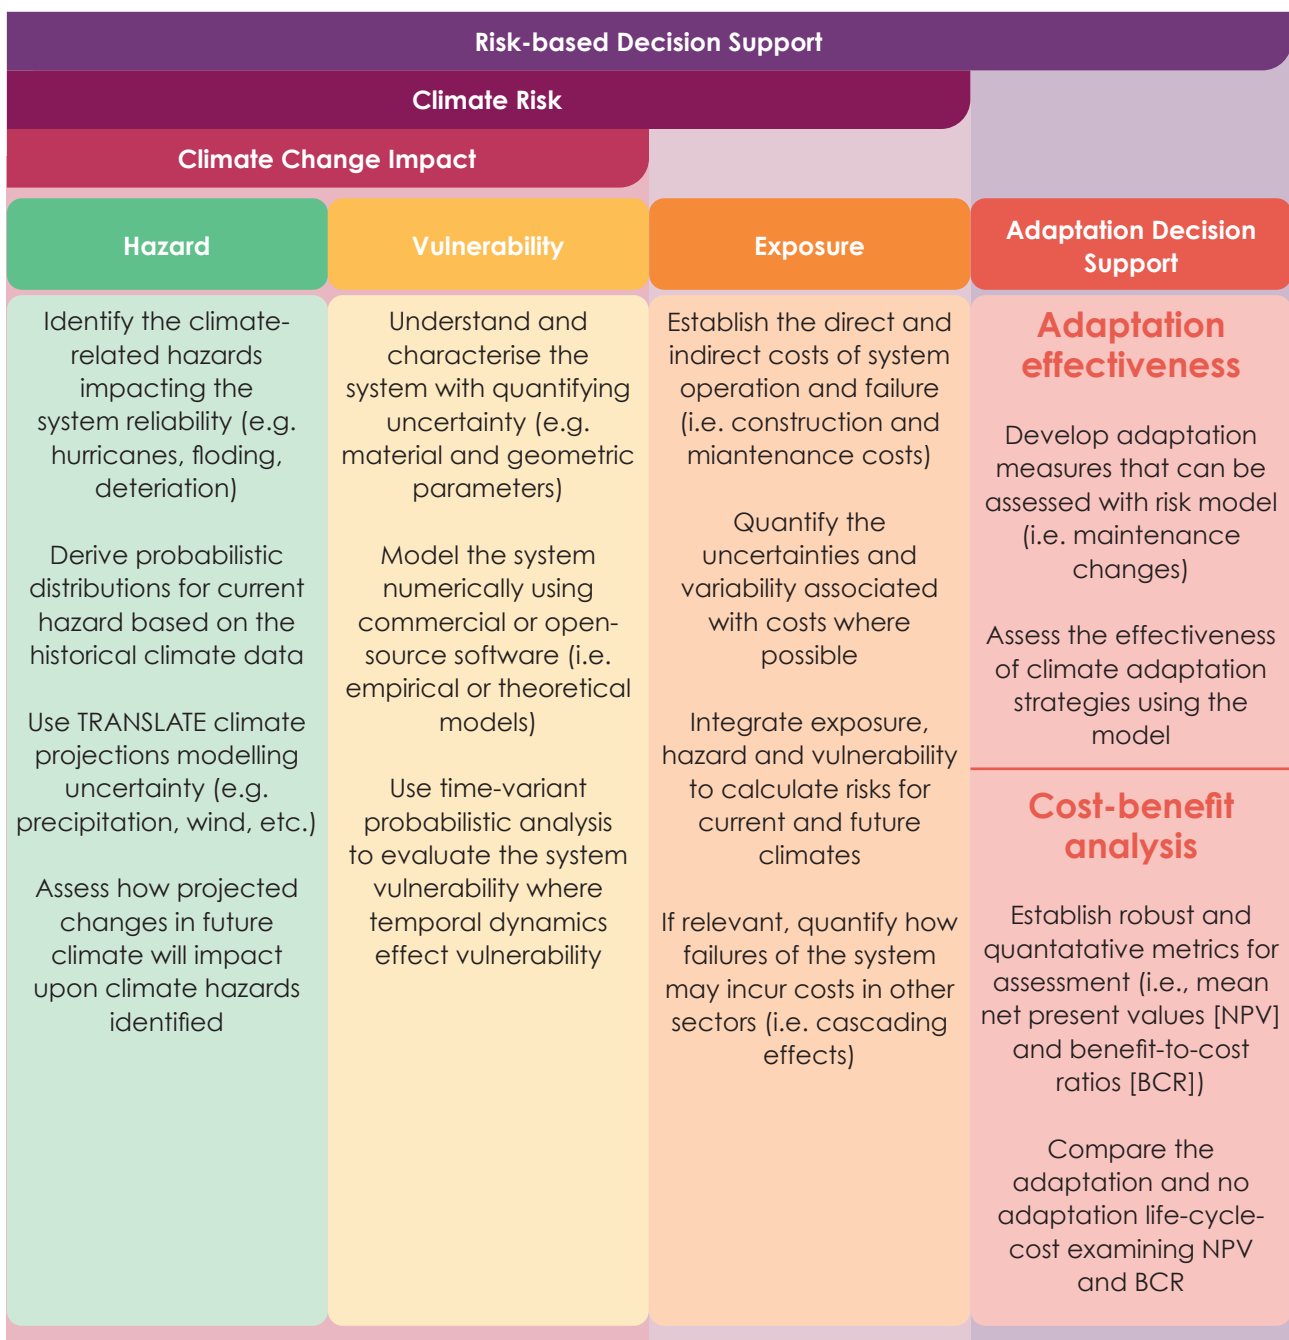 Risk-based Decision Support
Climate Risk
Climate Change Impact
Hazard
Identify the climate-
related hazards
impacting the
system reliability (e.g.
hurricanes, floding,
deteriation)
Derive probabilistic
distributions for current
hazard based on the
historical climate data
Use TRANSLATE climate
projections modelling
uncertainty (e.g.
precipitation, wind, etc.)
Assess how projected
changes in future
climate will impact
upon climate hazards
identified
Vulnerability
Understand and
characterise the
system with quantifying
uncertainty (e.g.
material and geometric
parameters)
Model the system
numerically using
commercial or open-
source software (i.e.
empirical or theoretical
models)
Use time-variant
probabilistic analysis
to evaluate the system
vulnerability where
temporal dynamics
effect vulnerability
Exposure
Establish the direct and
indirect costs of system
operation and failure
(i.e. construction and
miantenance costs)
Quantify the
uncertainties and
variability associated
with costs where
possible
Integrate exposure,
hazard and vulnerability
to calculate risks for
current and future
climates
If relevant, quantify how
failures of the system
may incur costs in other
sectors (i.e. cascading
effects)
Adaptation Decision
Support
Adaptation
effectiveness
Develop adaptation
measures that can be
assessed with risk model
(i.e. maintenance
changes)
Assess the effectiveness
of climate adaptation
strategies using the
model
Cost-benefit
analysis
Establish robust and
quantatative metrics for
assessment (i.e., mean
net present values [NPV]
and benefit-to-cost
ratios [BCR])
Compare the
adaptation and no
adaptation life-cycle-
cost examining NPV
and BCR